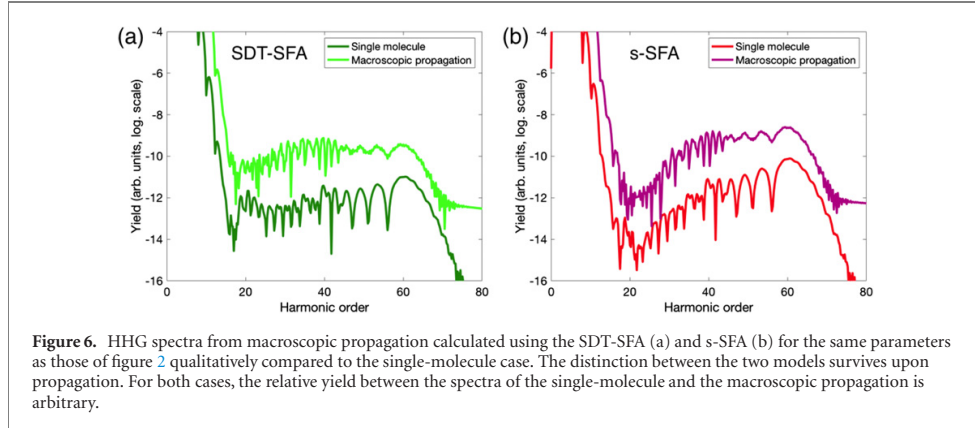 (a)
SDT-SFA
Single molecule
Macroscopic propagation
Yield (arb. units, log. scale)
-4
-6
-8
-10
-12
-14
-16
0
20
40
60
80
Harmonic order
(b)
s-SFA
Single molecule
Macroscopic propagation
Yield (arb. units, log. scale)
-4
-6
-8
-10
-12
-14
-16
0
20
40
60
80
Harmonic order
Figure 6. HHG spectra from macroscopic propagation calculated using the SDT-SFA (a) and s-SFA (b) for the same parameters
as those of figure 2 qualitatively compared to the single-molecule case. The distinction between the two models survives upon
propagation. For both cases, the relative yield between the spectra of the single-molecule and the macroscopic propagation is
arbitrary.